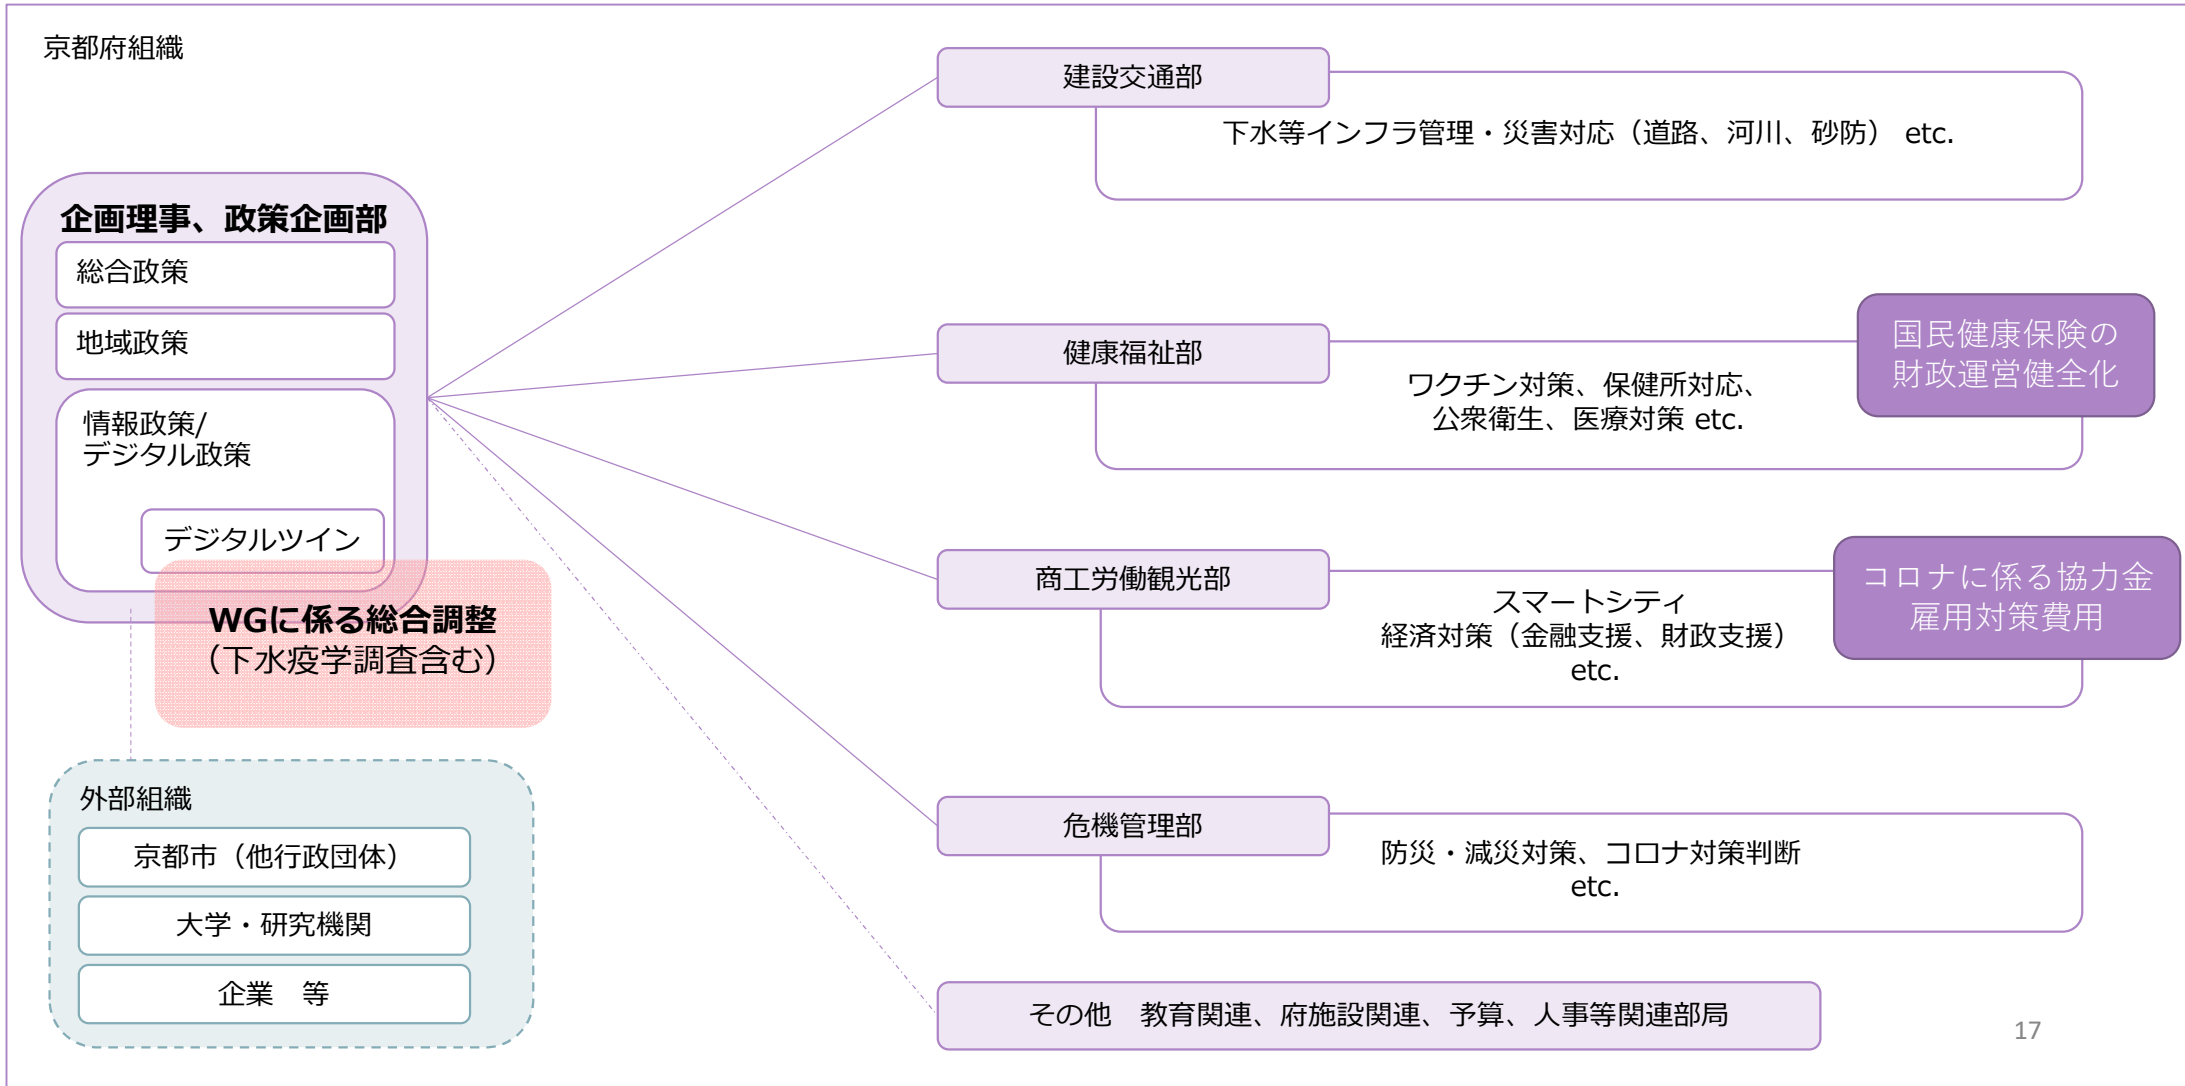 京都府組織
企画理事、政策企画部
総合政策
地域政策
情報政策/
デジタル政策
デジタルツイン
WGに係る総合調整
（下水疫学調査含む）
外部組織
京都市（他行政団体）
大学・研究機関
企業　等
建設交通部
下水等インフラ管理・災害対応（道路、河川、砂防） etc.
健康福祉部
ワクチン対策、保健所対応、
公衆衛生、医療対策 etc.
国民健康保険の
財政運営健全化
商工労働観光部
スマートシティ
経済対策（金融支援、財政支援）
etc.
コロナに係る協力金
雇用対策費用
危機管理部
防災・減災対策、コロナ対策判断
etc.
その他　教育関連、府施設関連、予算、人事等関連部局
17